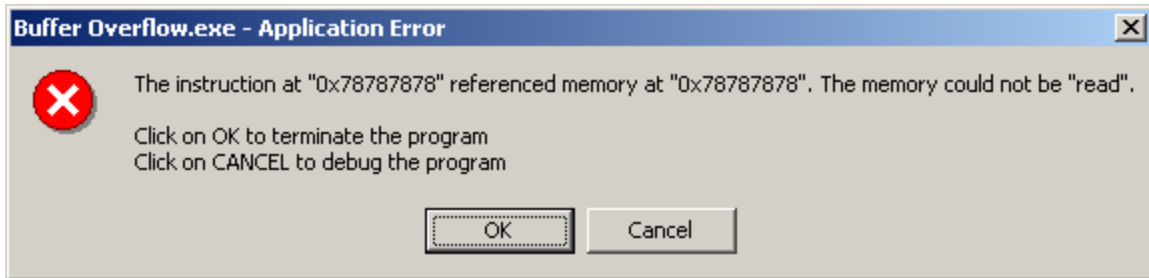 Buffer Overflow.exe - Application Error
The instruction at "0x78787878" referenced memory at "0x78787878". The memory could not be "read".
Click on OK to terminate the program
Click on CANCEL to debug the program
OK Cancel